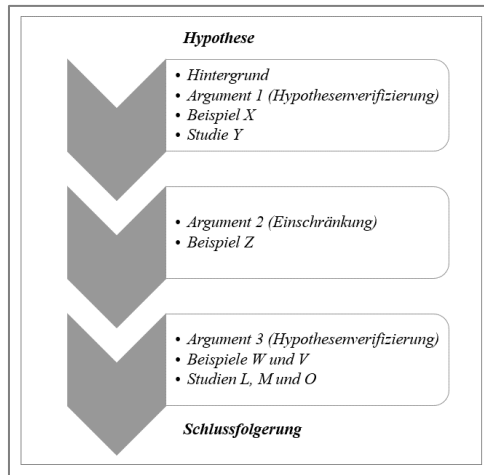 Hypothese
• Hintergrund
• Argument 1 (Hypothesenverifizierung)
• Beispiel X
• Studie Y
• Argument 2 (Einschränkung)
• Beispiel Z
• Argument 3 (Hypothesenverifizierung)
• Beispiele W und V
• Studien L, M und O
Schlussfolgerung